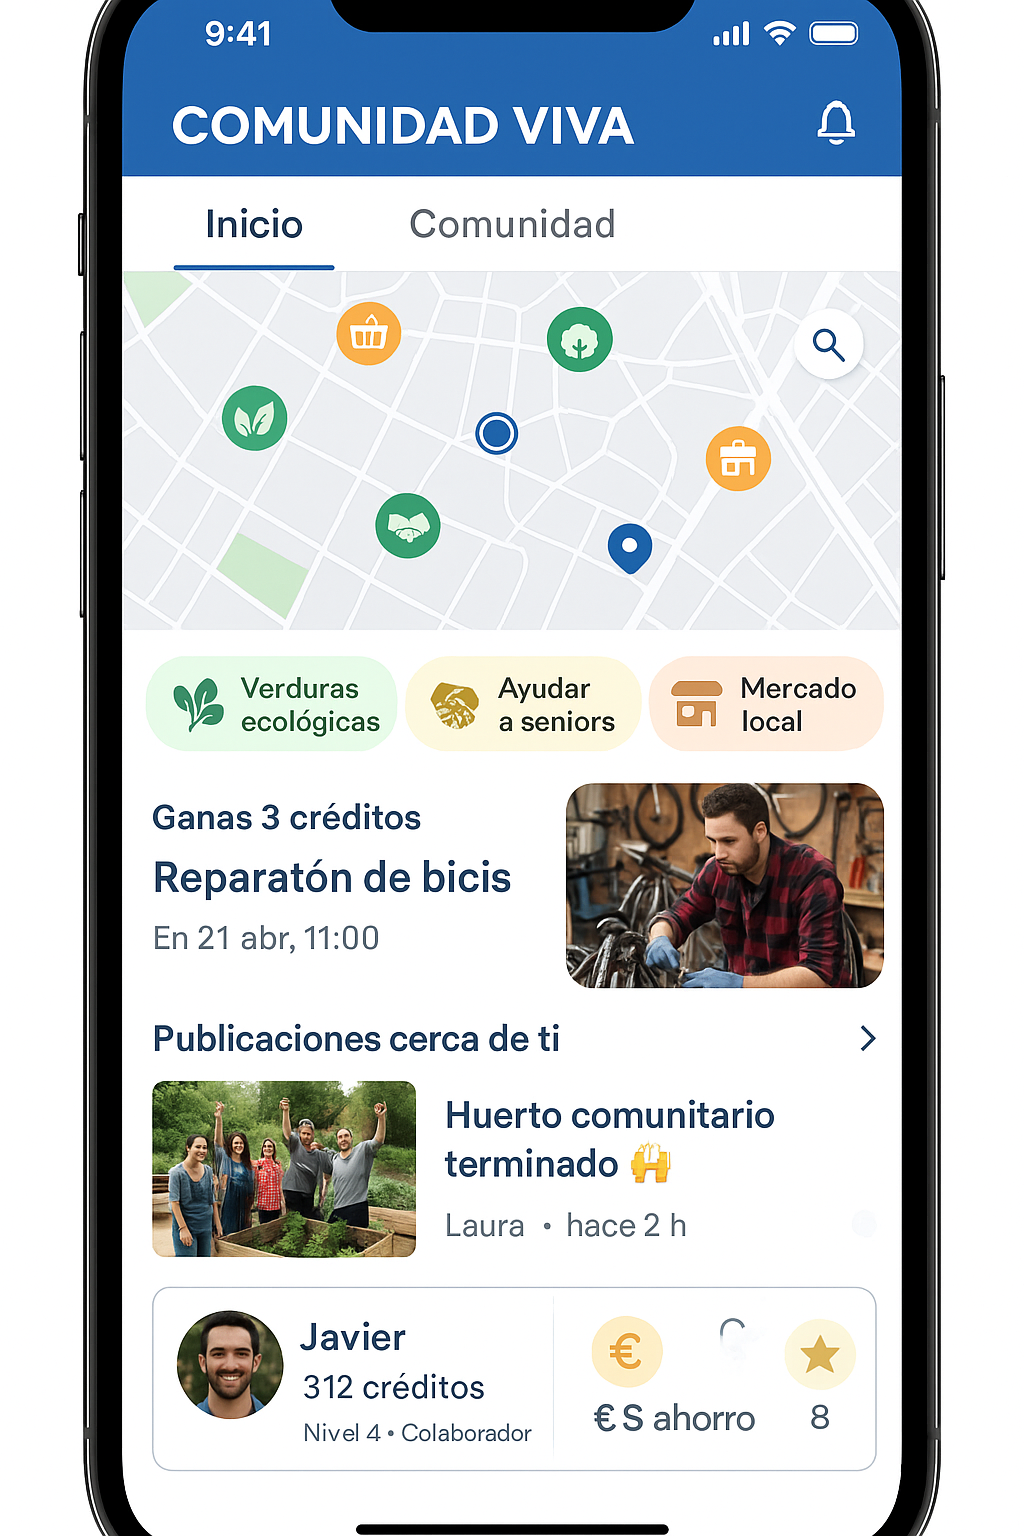 9:41
COMUNIDAD VIVA
Inicio
Comunidad
Verduras
ecológicas
Ayudar
a seniors
Mercado
local
Ganas 3 créditos
Reparatón de bicis
En 21 abr, 11:00
Publicaciones cerca de ti
Huerto comunitario
terminado 🙌
Laura • hace 2 h
Javier
312 créditos
Nivel 4 • Colaborador
€
€ S ahorro
8